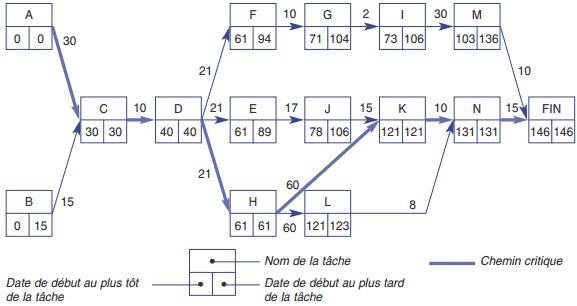 A
0 0
30
F
61 94
10
G
71 104
2
I
73 106
30
M
103 136
10
21
C
30 30
10
D
40 40
21
E
61 89
17
J
78 106
15
K
121 121
10
N
131 131
15
FIN
146 146
B
0 15
15
21
H
61 61
60
60
L
121 123
8
Nom de la tâche
Chemin critique
Date de début au plus tôt
de la tâche
Date de début au plus tard
de la tâche